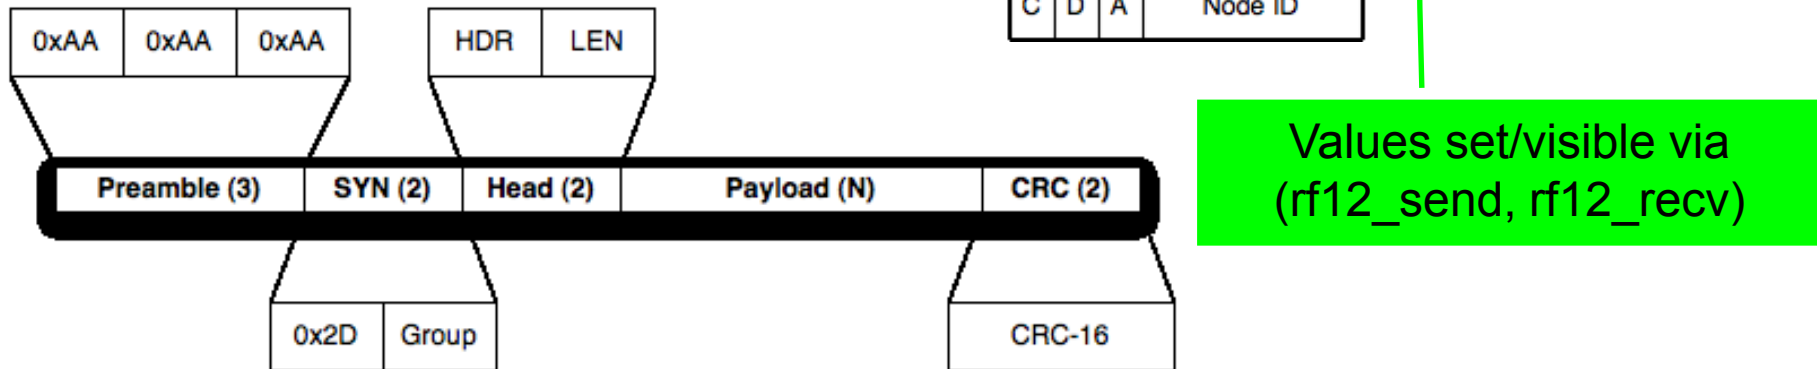 C D A Node ID
0xAA 0xAA 0xAA HDR LEN
Values set/visible via
(rf12_send, rf12_recv)
Preamble (3) SYN (2) Head (2) Payload (N) CRC (2)
0x2D Group CRC-16